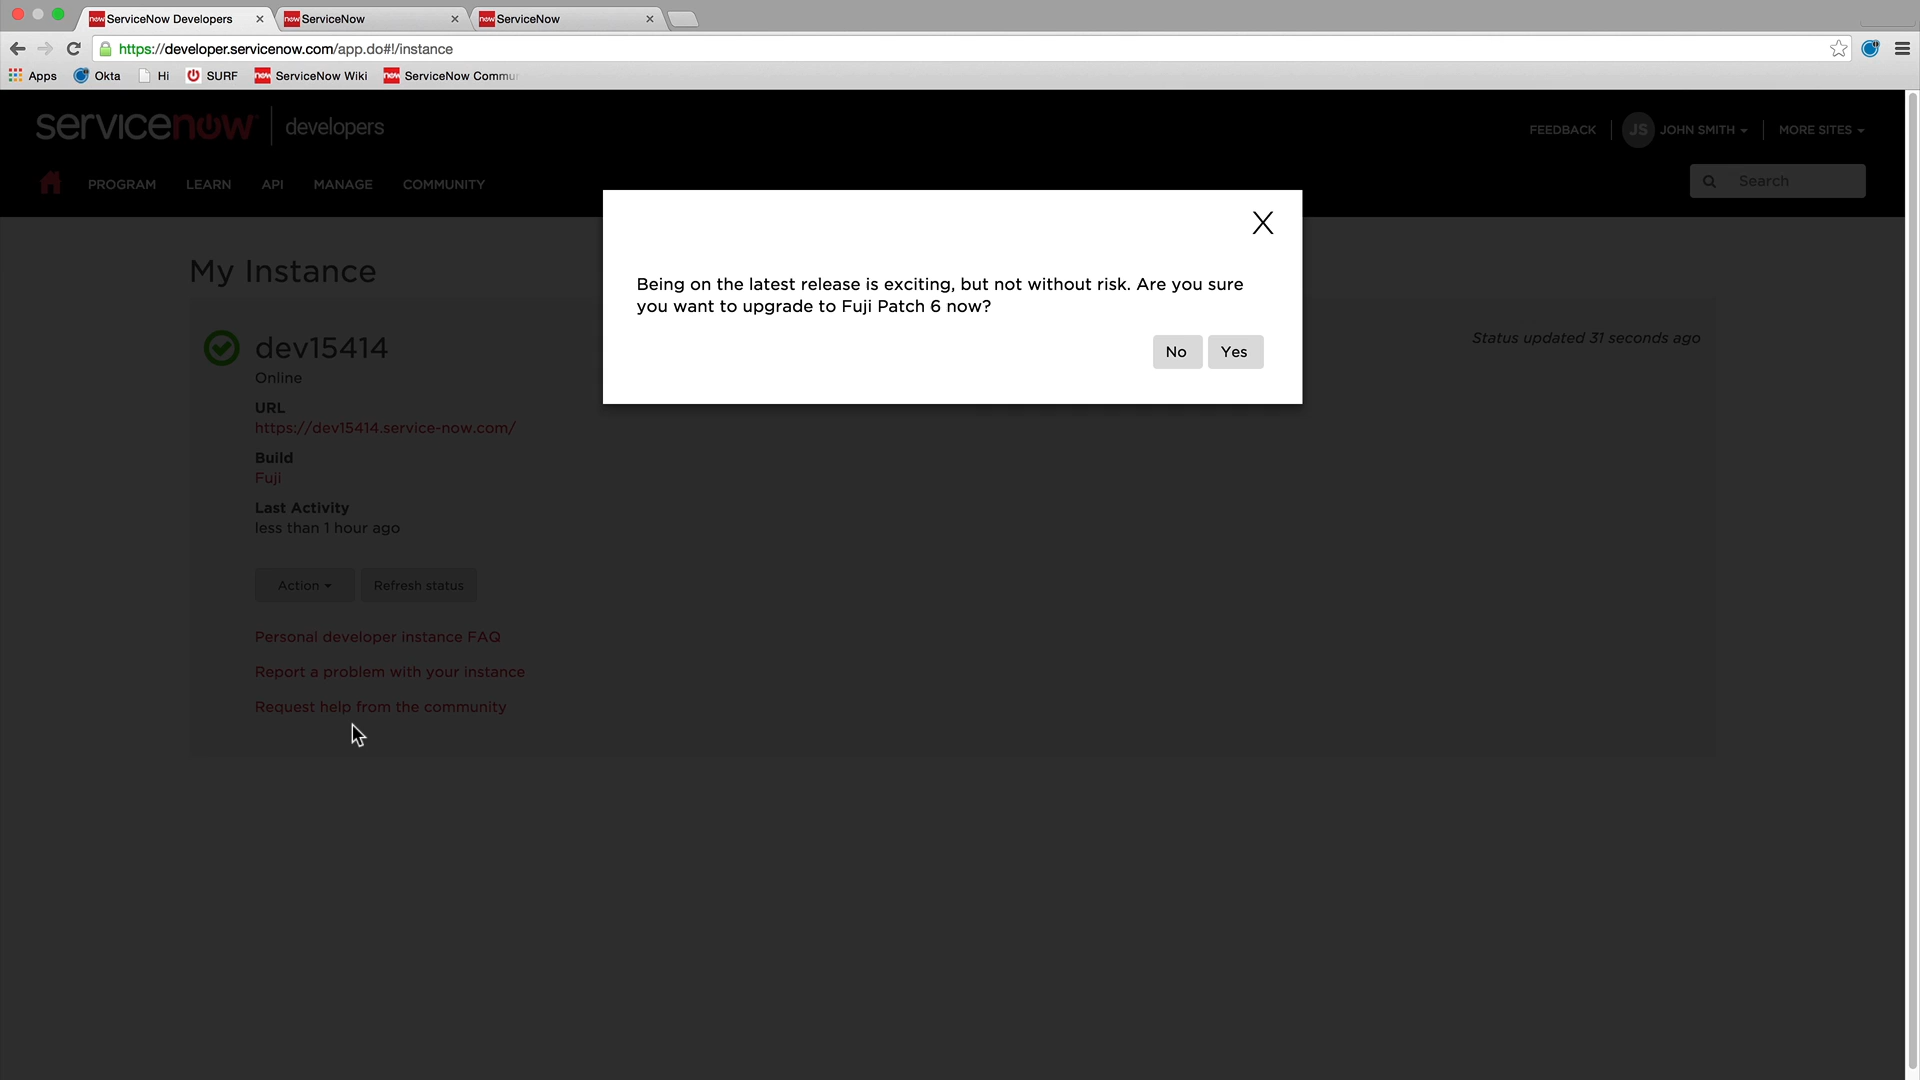 now ServiceNow Developers
now ServiceNow
now ServiceNow
https://developer.servicenow.com/app.do#!/instance
Apps
Okta
Hi
SURF
now ServiceNow Wiki
now ServiceNow Commu
servicenow developers
FEEDBACK
JS JOHN SMITH
MORE SITES
PROGRAM
LEARN
API
MANAGE
COMMUNITY
Search
X
Being on the latest release is exciting, but not without risk. Are you sure
you want to upgrade to Fuji Patch 6 now?
No
Yes
My Instance
dev15414
Status updated 31 seconds ago
Online
URL
https://dev15414.service-now.com/
Build
Fuji
Last Activity
less than 1 hour ago
Action
Refresh status
Personal developer instance FAQ
Report a problem with your instance
Request help from the community